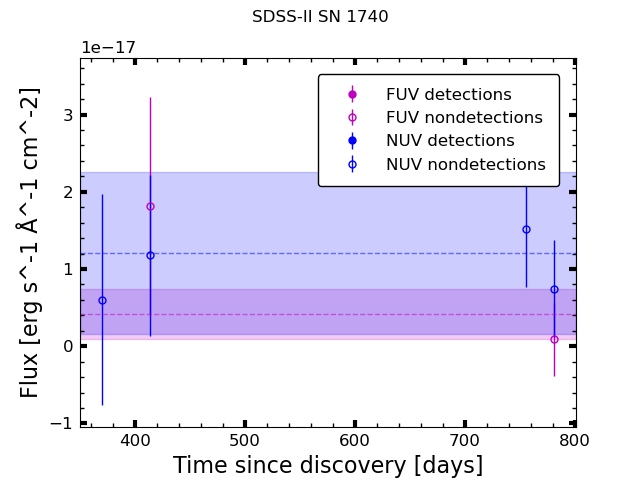 SDSS-II SN 1740
1e−17
FUV detections
FUV nondetections
NUV detections
NUV nondetections
3
2
1
0
−1
Flux [erg s^-1 Å^-1 cm^-2]
400 500 600 700 800
Time since discovery [days]